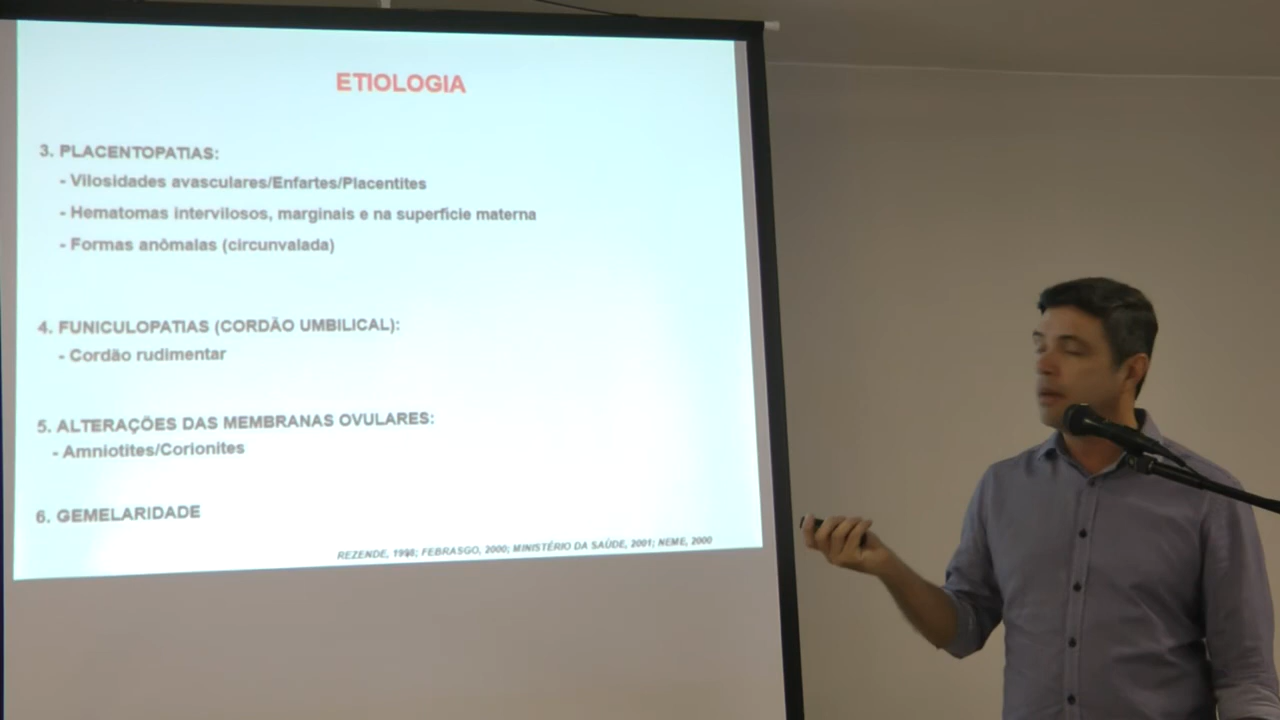 ETIOLOGIA
3. PLACENTOPATIAS:
- Vilosidades avasculares/Enfartes/Placentites
- Hematomas intervilosos, marginais e na superfície materna
- Formas anômalas (circunvalada)
4. FUNICULOPATIAS (CORDÃO UMBILICAL):
- Cordão rudimentar
5. ALTERAÇÕES DAS MEMBRANAS OVULARES:
- Amniotites/Corionites
6. GEMELARIDADE
REZENDE, 1998; FEBRASGO, 2000; MINISTÉRIO DA SAÚDE, 2001; NEME, 2000